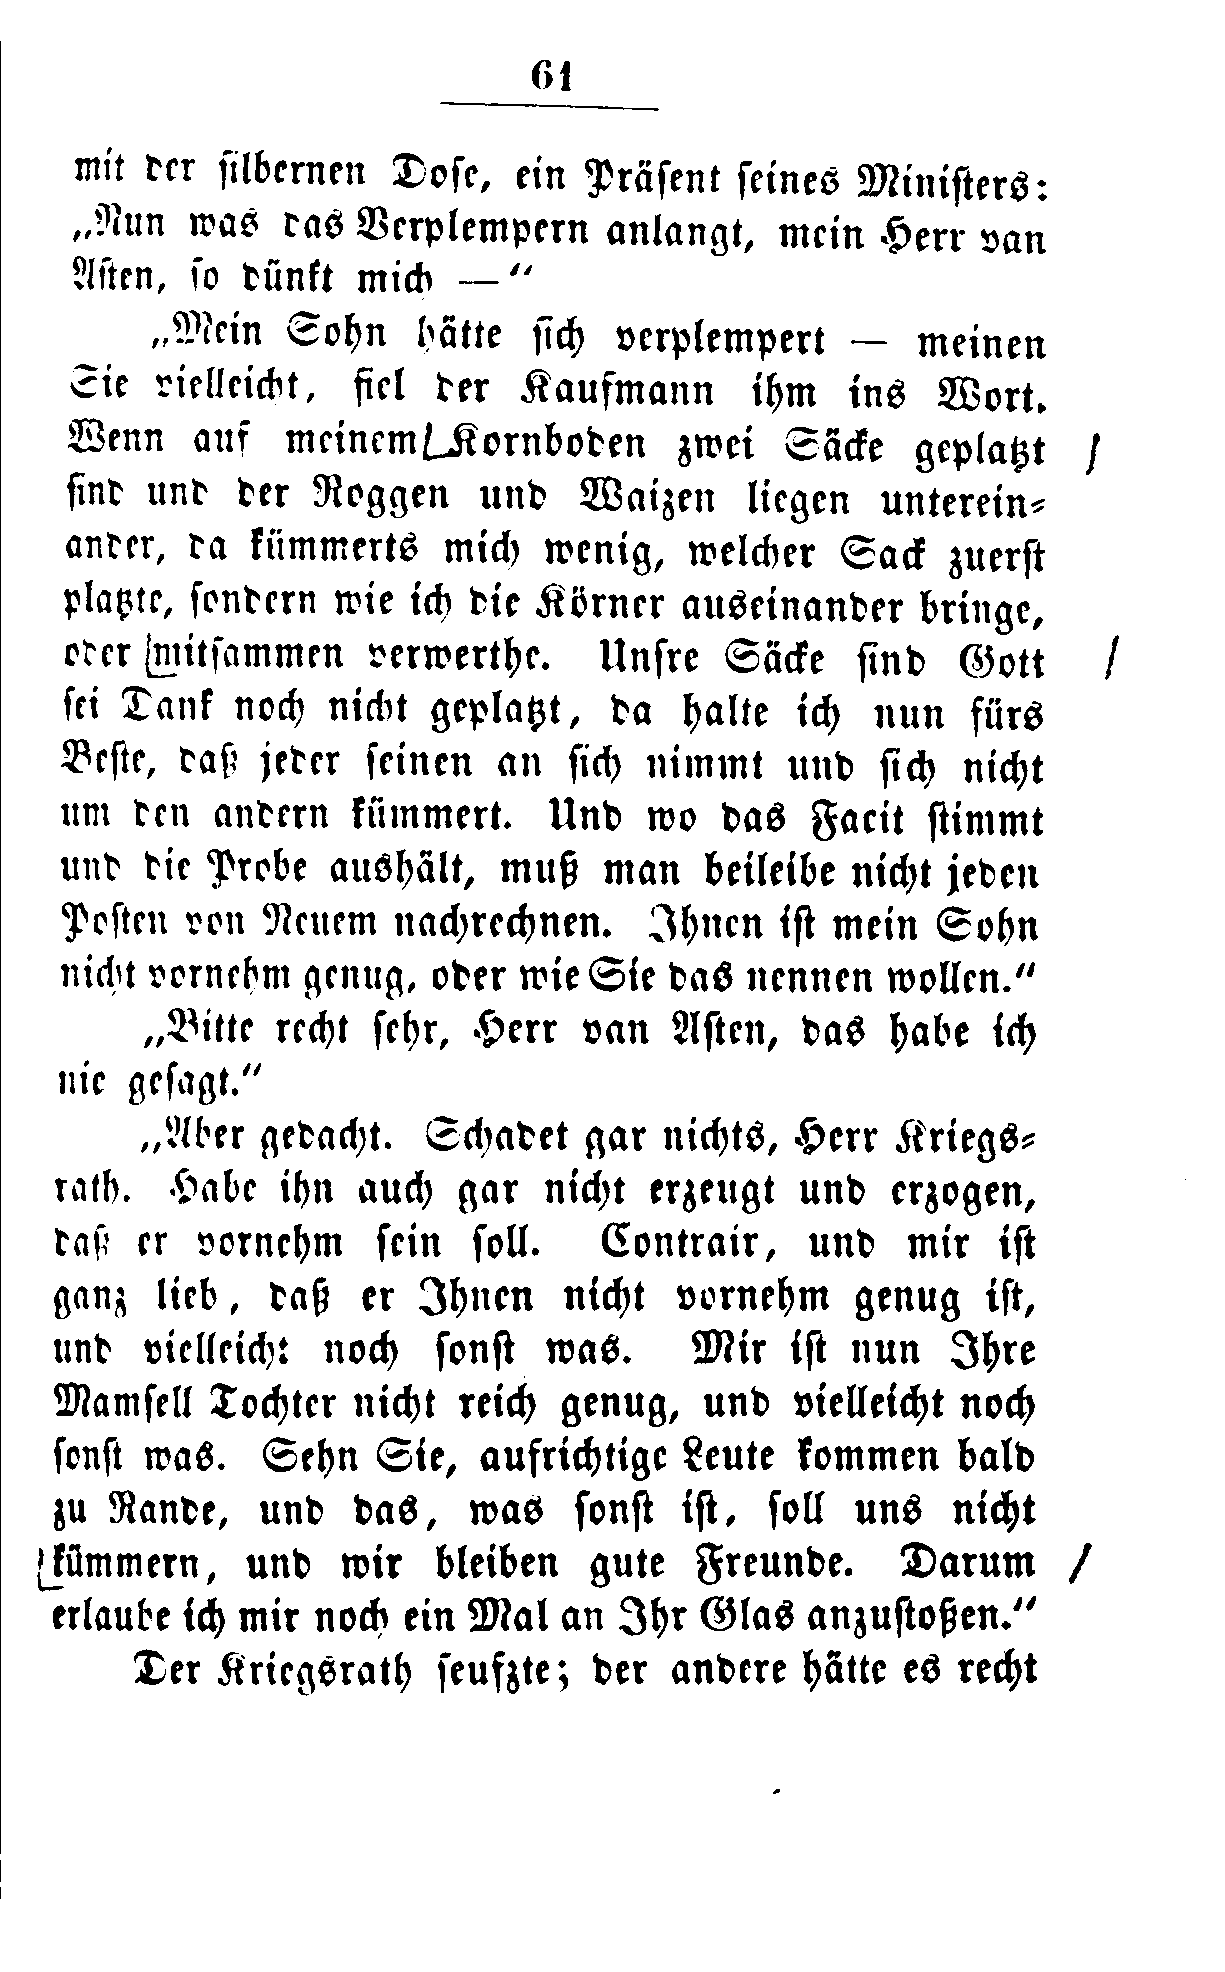 61
mit der silbernen Dose, ein Präsent seines Ministers:
„Nun was das Verplempern anlangt, mein Herr van
Asten, so dünkt mich — “
„Mein Sohn hätte sich verplempert — meinen
Sie vielleicht, fiel der Kaufmann ihm ins Wort.
Wenn auf meinem Kornboden zwei Säcke geplatzt
sind und der Roggen und Waizen liegen unterein-
ander, da kümmerts mich wenig, welcher Sack zuerst
platzte, sondern wie ich die Körner auseinander bringe,
oder mitsammen verwerthe. Unsre Säcke sind Gott
sei Dank noch nicht geplatzt, da halte ich nun fürs
Beste, daß jeder seinen an sich nimmt und sich nicht
um den andern kümmert. Und wo das Facit stimmt
und die Probe aushält, muß man beileibe nicht jeden
Posten von Neuem nachrechnen. Ihnen ist mein Sohn
nicht vornehm genug, oder wie Sie das nennen wollen.“
„Bitte recht sehr, Herr van Asten, das habe ich
nie gesagt.“
„Aber gedacht. Schadet gar nichts, Herr Kriegs-
rath. Habe ihn auch gar nicht erzeugt und erzogen,
daß er vornehm sein soll. Contrair, und mir ist
ganz lieb, daß er Ihnen nicht vornehm genug ist,
und vielleicht noch sonst was. Mir ist nun Ihre
Mamsell Tochter nicht reich genug, und vielleicht noch
sonst was. Sehn Sie, aufrichtige Leute kommen bald
zu Rande, und das, was sonst ist, soll uns nicht
kümmern, und wir bleiben gute Freunde. Darum
erlaube ich mir noch ein Mal an Ihr Glas anzustoßen.“
Der Kriegsrath seufzte; der andere hätte es recht